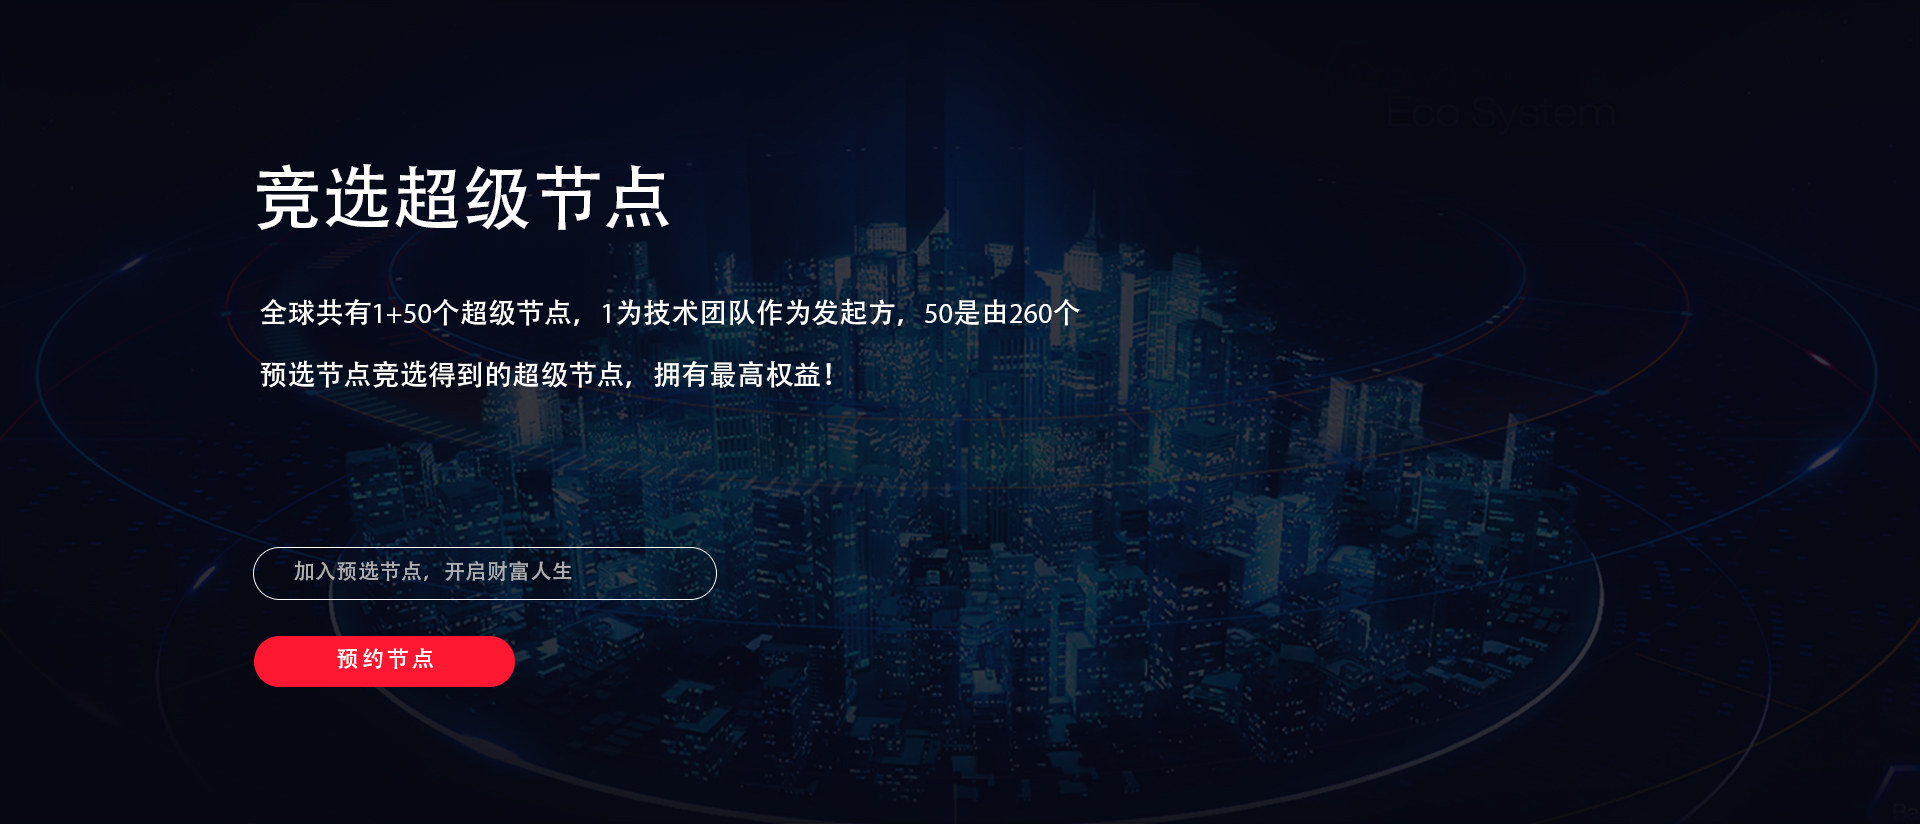 Eco System
竞选超级节点
全球共有1+50个超级节点，1为技术团队作为发起方，50是由260个
预选节点竞选得到的超级节点，拥有最高权益！
加入预选节点，开启财富人生
预约节点